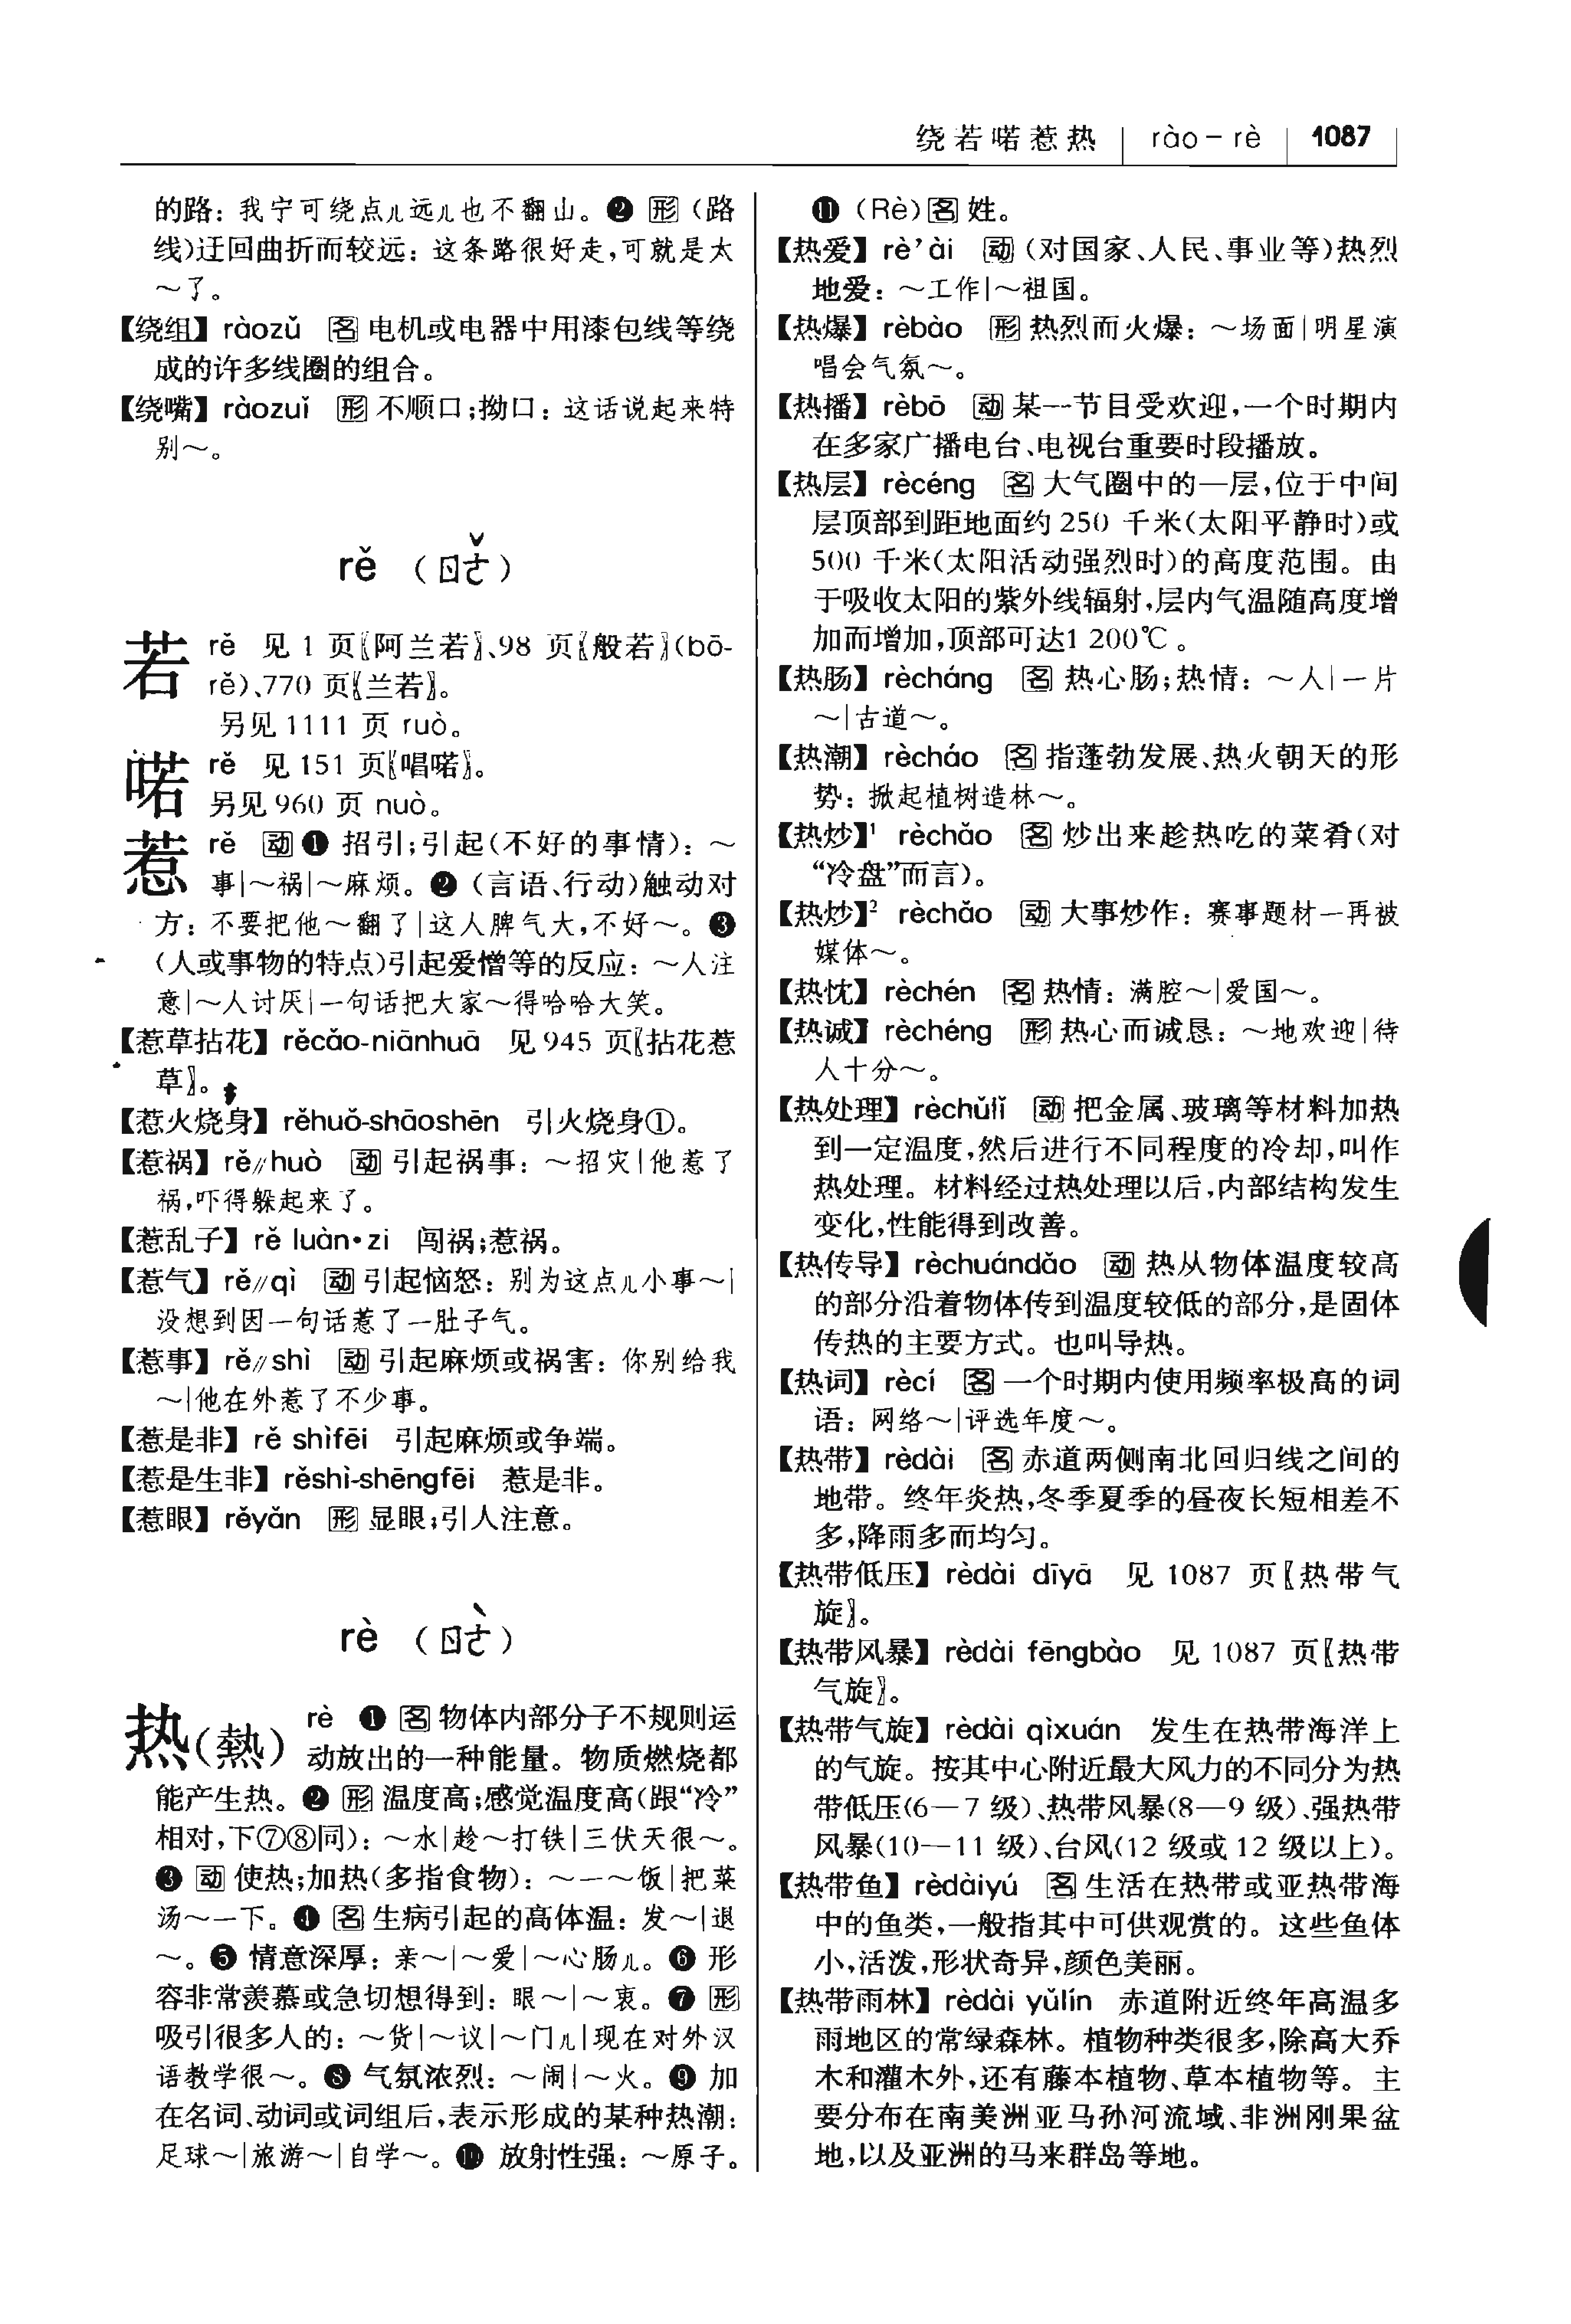 绕若喏惹热 rào－rè 1087
的路：我宁可绕点儿远儿也不翻山。❷ 形（路
线）迂回曲折而较远：这条路很好走，可就是太
～了。
【绕组】ràozǔ 名 电机或电器中用漆包线等绕
成的许多线圈的组合。
【绕嘴】ràozuǐ 形 不顺口；拗口：这话说起来特
别～。
rě （ㄖㄜˇ）
若 rě 见 1 页〖阿兰若〗、98 页〖般若〗（bō-
rě）、770 页〖兰若〗。
另见 1111 页 ruò。
喏 rě 见 151 页〖唱喏〗。
另见 960 页 nuò。
惹 rě 动 ❶ 招引；引起（不好的事情）：～
事|～祸|～麻烦。❷（言语、行动）触动对
方：不要把他～翻了|这人脾气大，不好～。❸
（人或事物的特点）引起爱憎等的反应：～人注
意|～人讨厌|一句话把大家～得哈哈大笑。
【惹草拈花】rěcǎo-niānhuā 见 945 页〖拈花惹
草〗。
【惹火烧身】rěhuǒ-shāoshēn 引火烧身①。
【惹祸】rě//huò 动 引起祸事：～招灾|他惹了
祸，吓得躲起来了。
【惹乱子】rě luàn·zi 闯祸；惹祸。
【惹气】rě//qì 动 引起恼怒：别为这点儿小事～|
没想到因一句话惹了一肚子气。
【惹事】rě//shì 动 引起麻烦或祸害：你别给我
～|他在外惹了不少事。
【惹是非】rě shìfēi 引起麻烦或争端。
【惹是生非】rěshì-shēngfēi 惹是非。
【惹眼】rěyǎn 形 显眼；引人注意。
rè （ㄖㄜˋ）
热（熱） rè ❶ 名 物体内部分子不规则运
动放出的一种能量。物质燃烧都
能产生热。❷ 形 温度高；感觉温度高（跟“冷”
相对，下⑦⑧同）：～水|趁～打铁|三伏天很～。
❸ 动 使热；加热（多指食物）：～一～饭|把菜
汤～一下。❹ 名 生病引起的高体温：发～|退
～。❺ 情意深厚：亲～|～爱|～心肠儿。❻ 形
容非常羡慕或急切想得到：眼～|～衷。❼ 形
吸引很多人的：～货|～议|～门儿|现在对外汉
语教学很～。❽ 气氛浓烈：～闹|～火。❾ 加
在名词、动词或词组后，表示形成的某种热潮：
足球～|旅游～|自学～。❿ 放射性强：～原子。
⓫（Rè）名 姓。
【热爱】rè’ài 动（对国家、人民、事业等）热烈
地爱：～工作|～祖国。
【热爆】rèbào 形 热烈而火爆：～场面|明星演
唱会气氛～。
【热播】rèbō 动 某一节目受欢迎，一个时期内
在多家广播电台、电视台重要时段播放。
【热层】rècéng 名 大气圈中的一层，位于中间
层顶部到距地面约 250 千米（太阳平静时）或
500 千米（太阳活动强烈时）的高度范围。由
于吸收太阳的紫外线辐射，层内气温随高度增
加而增加，顶部可达1 200℃。
【热肠】rècháng 名 热心肠；热情：～人|一片
～|古道～。
【热潮】rècháo 名 指蓬勃发展、热火朝天的形
势：掀起植树造林～。
【热炒】¹ rèchǎo 名 炒出来趁热吃的菜肴（对
“冷盘”而言）。
【热炒】² rèchǎo 动 大事炒作：赛事题材一再被
媒体～。
【热忱】rèchén 名 热情：满腔～|爱国～。
【热诚】rèchéng 形 热心而诚恳：～地欢迎|待
人十分～。
【热处理】rèchǔlǐ 动 把金属、玻璃等材料加热
到一定温度，然后进行不同程度的冷却，叫作
热处理。材料经过热处理以后，内部结构发生
变化，性能得到改善。
【热传导】rèchuándǎo 动 热从物体温度较高
的部分沿着物体传到温度较低的部分，是固体
传热的主要方式。也叫导热。
【热词】rècí 名 一个时期内使用频率极高的词
语：网络～|评选年度～。
【热带】rèdài 名 赤道两侧南北回归线之间的
地带。终年炎热，冬季夏季的昼夜长短相差不
多，降雨多而均匀。
【热带低压】rèdài dīyā 见 1087 页〖热带气
旋〗。
【热带风暴】rèdài fēngbào 见 1087 页〖热带
气旋〗。
【热带气旋】rèdài qìxuán 发生在热带海洋上
的气旋。按其中心附近最大风力的不同分为热
带低压（6—7 级）、热带风暴（8—9 级）、强热带
风暴（10—11 级）、台风（12 级或 12 级以上）。
【热带鱼】rèdàiyú 名 生活在热带或亚热带海
中的鱼类，一般指其中可供观赏的。这些鱼体
小，活泼，形状奇异，颜色美丽。
【热带雨林】rèdài yǔlín 赤道附近终年高温多
雨地区的常绿森林。植物种类很多，除高大乔
木和灌木外，还有藤本植物、草本植物等。主
要分布在南美洲亚马孙河流域、非洲刚果盆
地，以及亚洲的马来群岛等地。